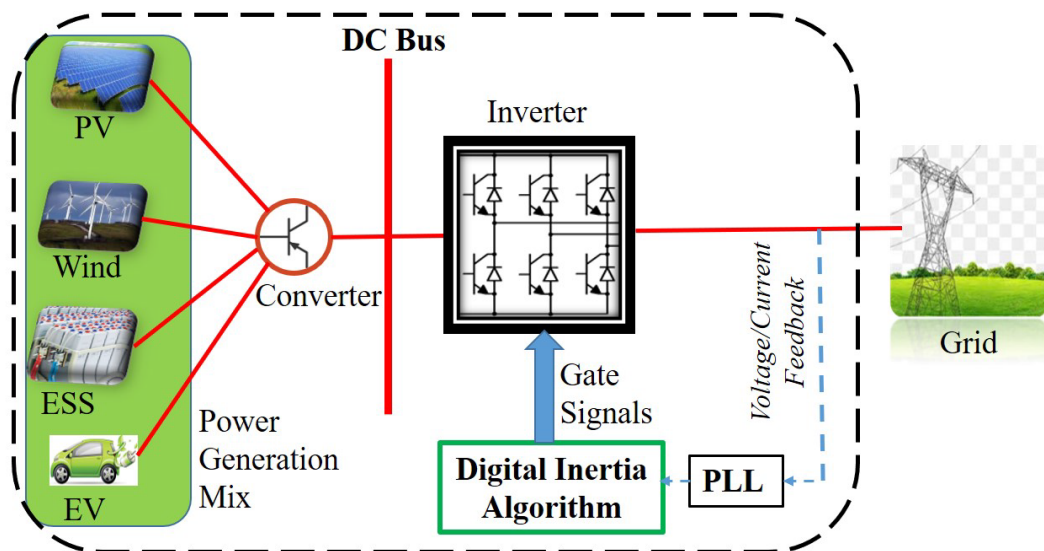 DC Bus
PV
Wind
ESS
EV
Power
Generation
Mix
Converter
Inverter
Gate
Signals
Digital Inertia
Algorithm
PLL
Voltage/Current
Feedback
Grid